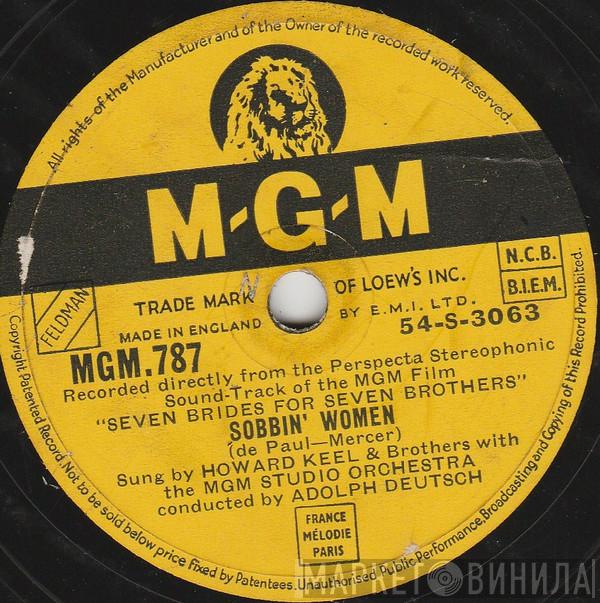 All rights of the Manufacturer and of the Owner of the recorded work reserved.
M-G-M
TRADE MARK OF LOEW'S INC.
MADE IN ENGLAND BY E.M.I. LTD.
FELDMAN
N.C.B.
B.I.E.M.
54-S-3063
MGM.787
Recorded directly from the Perspecta Stereophonic
Sound-Track of the MGM Film
"SEVEN BRIDES FOR SEVEN BROTHERS"
SOBBIN' WOMEN
(de Paul—Mercer)
Sung by HOWARD KEEL & Brothers with
the MGM STUDIO ORCHESTRA
conducted by ADOLPH DEUTSCH
FRANCE
MÉLODIE
PARIS
Copyright. Patented Record. Not to be sold below price fixed by Patentees. Unauthorised Public Performance, Broadcasting and Copying of this Record Prohibited.
МАРКЕТ ВИНИЛА